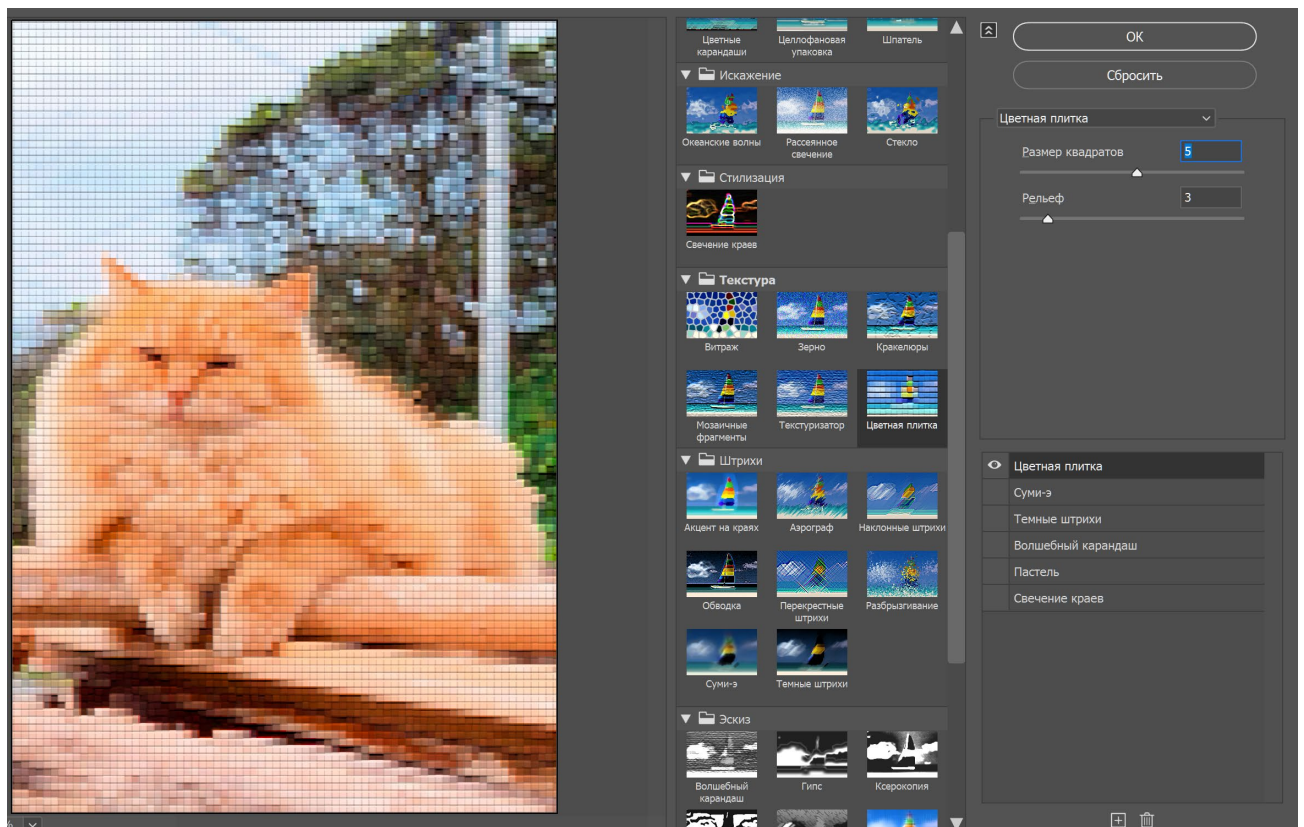 Цветные
карандаши
Целлофановая
упаковка
Шпатель
Искажение
Океанские волны
Рассеянное
свечение
Стекло
Стилизация
Свечение краев
Текстура
Витраж
Зерно
Кракелюры
Мозаичные
фрагменты
Текстуризатор
Цветная плитка
Штрихи
Акцент на краях
Аэрограф
Наклонные штрихи
Обводка
Перекрестные
штрихи
Разбрызгивание
Суми-э
Темные штрихи
Эскиз
Волшебный
карандаш
Гипс
Ксерокопия
ОК
Сбросить
Цветная плитка
Размер квадратов 5
Рельеф 3
Цветная плитка
Суми-э
Темные штрихи
Волшебный карандаш
Пастель
Свечение краев